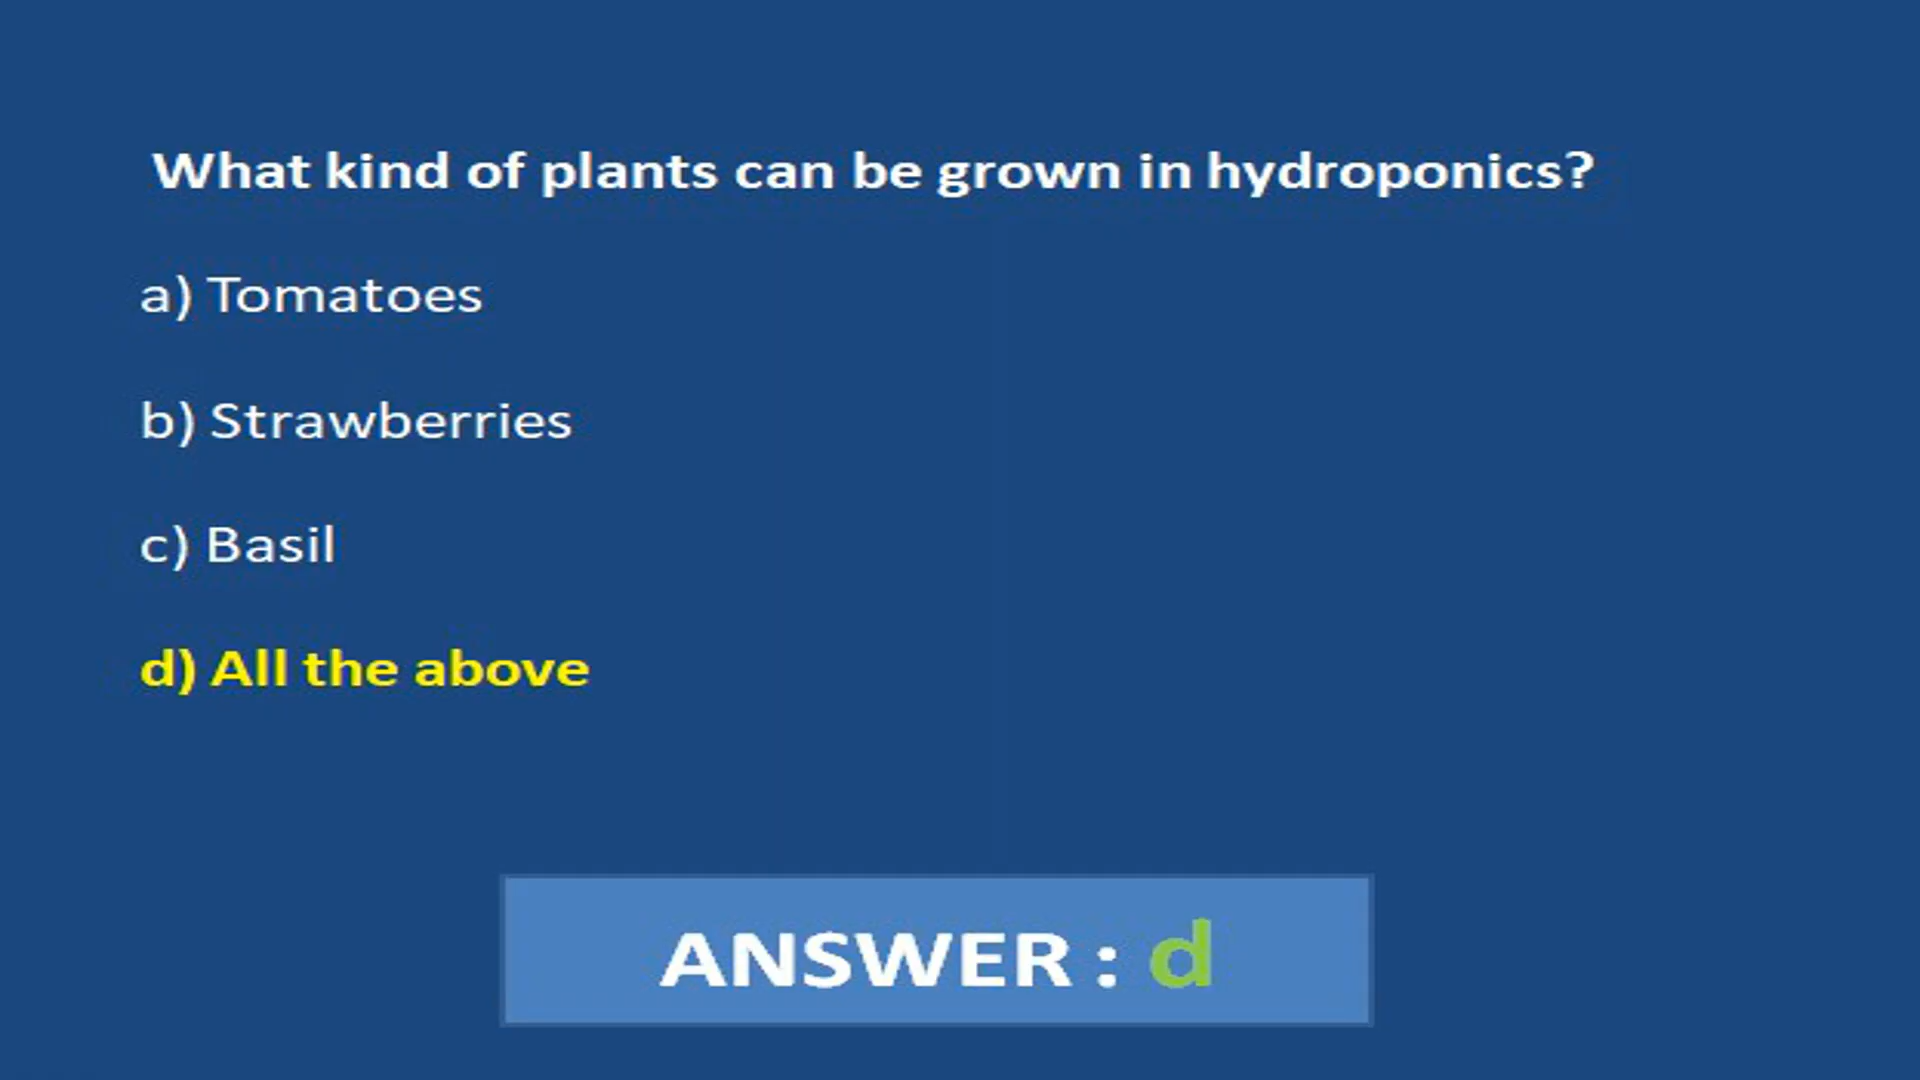 What kind of plants can be grown in hydroponics?
a) Tomatoes
b) Strawberries
c) Basil
d) All the above
ANSWER : d